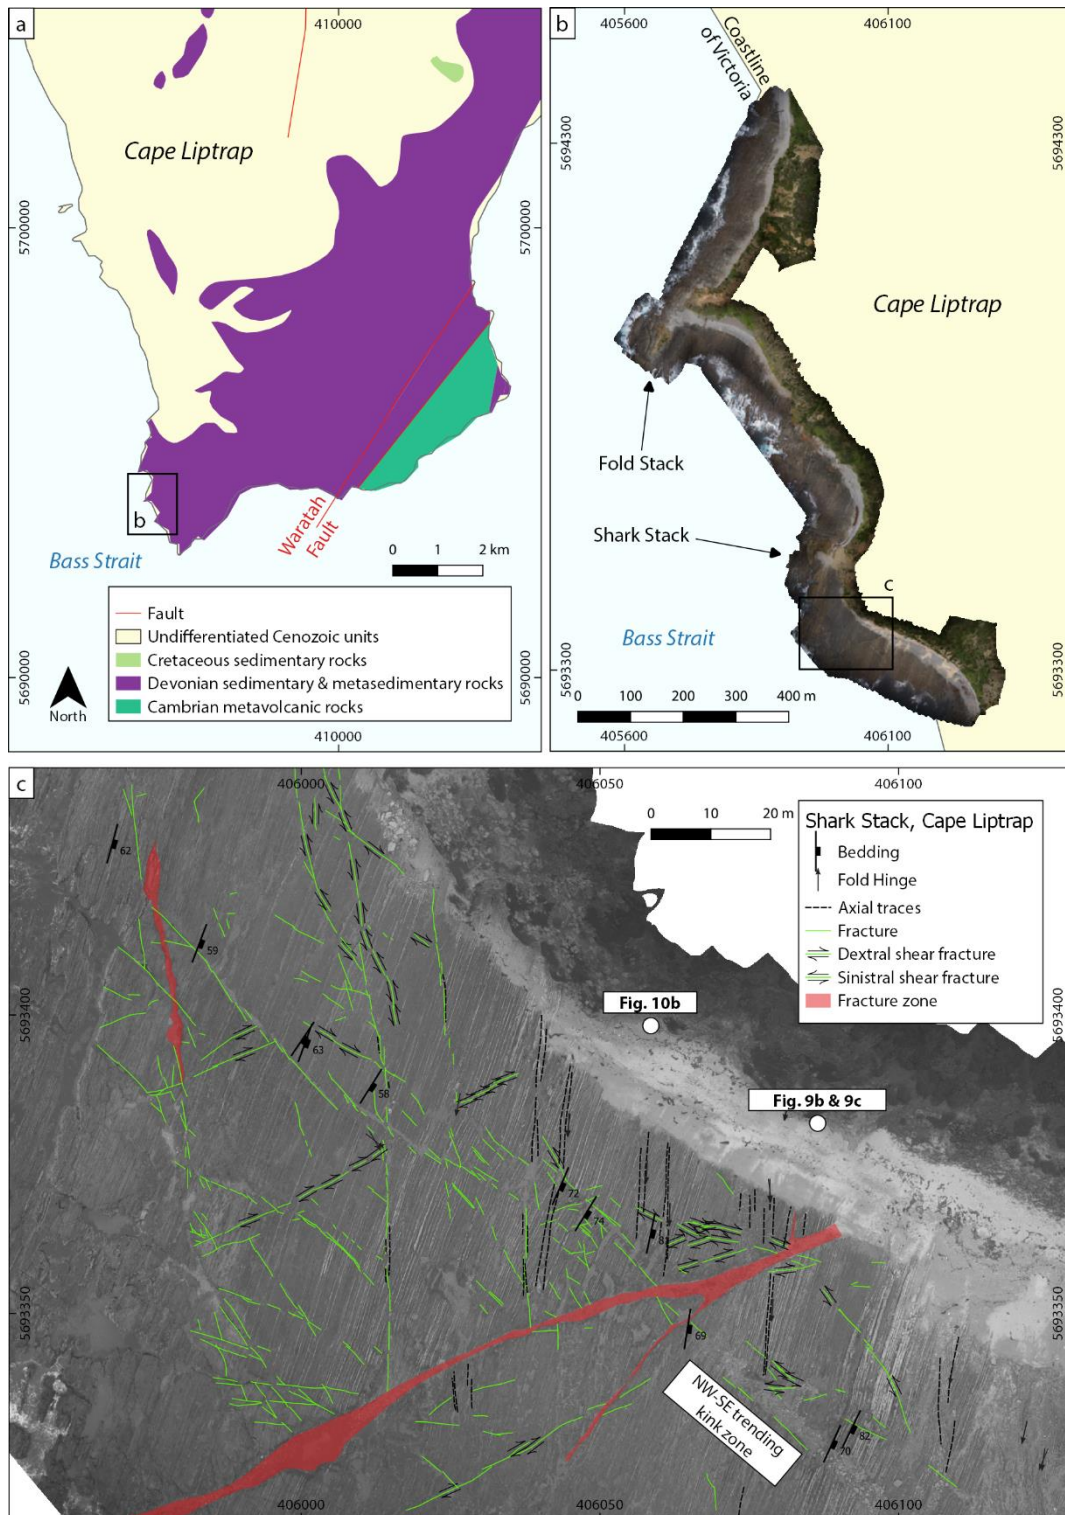 a
410000
5700000
5700000
Cape Liptrap
b
Waratah
Fault
Bass Strait
0 1 2 km
Fault
Undifferentiated Cenozoic units
Cretaceous sedimentary rocks
Devonian sedimentary & metasedimentary rocks
Cambrian metavolcanic rocks
North
5690000
5690000
410000
b
405600
406100
Coastline
of Victoria
5694300
5694300
Cape Liptrap
Fold Stack
Shark Stack
c
Bass Strait
5693300
5693300
0 100 200 300 400 m
405600
406100
c
406000
406050
406100
0 10 20 m
Shark Stack, Cape Liptrap
Bedding
Fold Hinge
Axial traces
Fracture
Dextral shear fracture
Sinistral shear fracture
Fracture zone
62
59
5693400
5693400
Fig. 10b
63
58
Fig. 9b & 9c
72
74
81
5693350
5693350
69
NW-SE trending
kink zone
82
70
406000
406050
406100